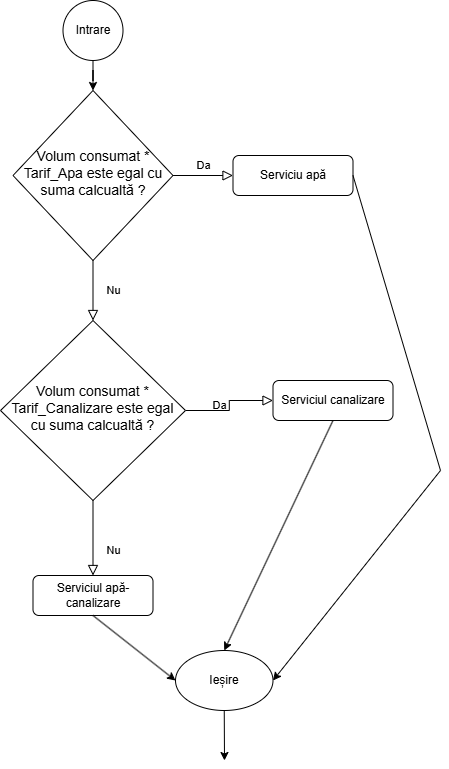 Intrare
Volum consumat *
Tarif_Apa este egal cu
suma calcualtă ?
Da
Serviciu apă
Nu
Volum consumat *
Tarif_Canalizare este egal
cu suma calcualtă ?
Da
Serviciul canalizare
Nu
Serviciul apă-
canalizare
Ieșire